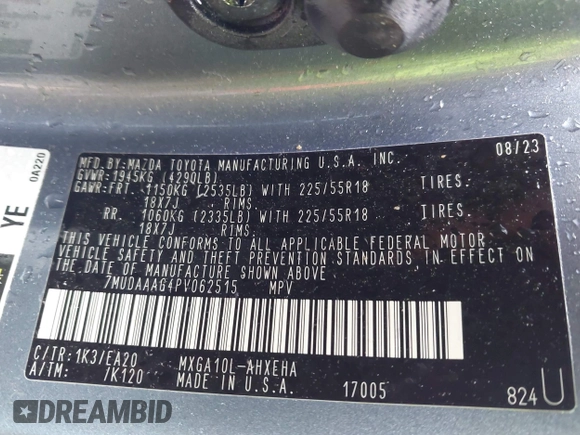 0A220
YE
MFD.BY:MAZDA TOYOTA MANUFACTURING U.S.A. INC. 08/23
GVWR:1945KG (4290LB)
GAWR:FRT. 1150KG (2535LB) WITH 225/55R18 TIRES.
18X7J RIMS.
RR. 1060KG (2335LB) WITH 225/55R18 TIRES.
18X7J RIMS.
THIS VEHICLE CONFORMS TO ALL APPLICABLE FEDERAL MOTOR
VEHICLE SAFETY AND THEFT PREVENTION STANDARDS IN EFFECT ON
THE DATE OF MANUFACTURE SHOWN ABOVE.
7MUDAAAG4PV062515 MPV
C/TR:1K3/EA20 MXGA10L-AHXEHA
A/TM: /K120 MADE IN U.S.A. 17005 824U
DREAMBID